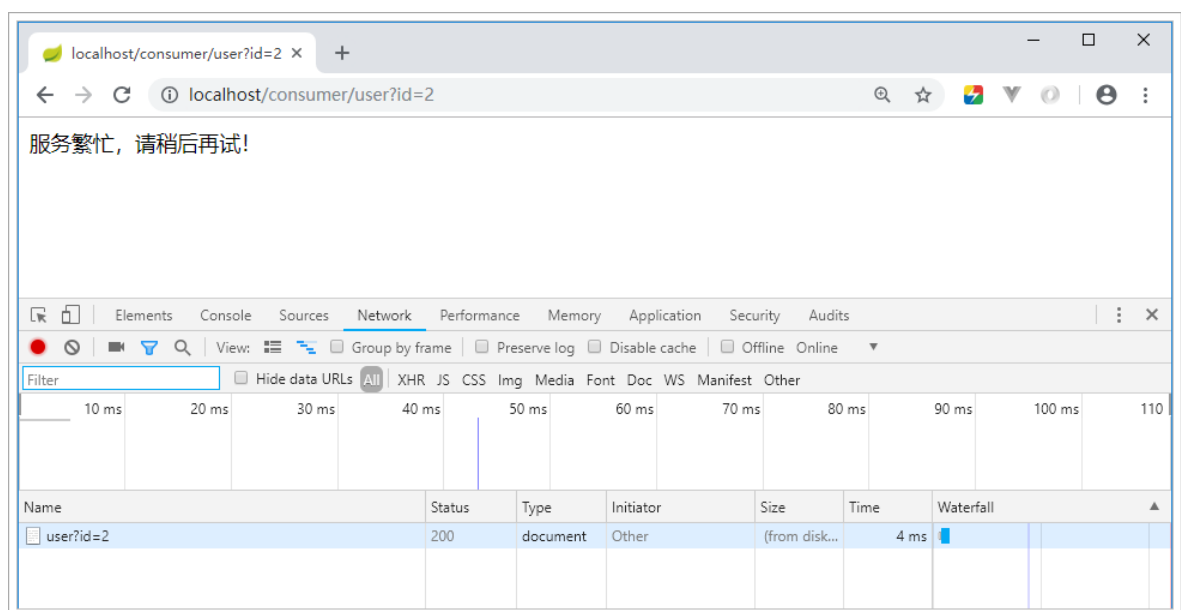 localhost/consumer/user?id=2
localhost/consumer/user?id=2
服务繁忙，请稍后再试!
Elements Console Sources Network Performance Memory Application Security Audits
View: Group by frame Preserve log Disable cache Offline Online
Filter Hide data URLs All XHR JS CSS Img Media Font Doc WS Manifest Other
10 ms 20 ms 30 ms 40 ms 50 ms 60 ms 70 ms 80 ms 90 ms 100 ms 110
Name Status Type Initiator Size Time Waterfall
user?id=2 200 document Other (from disk... 4 ms